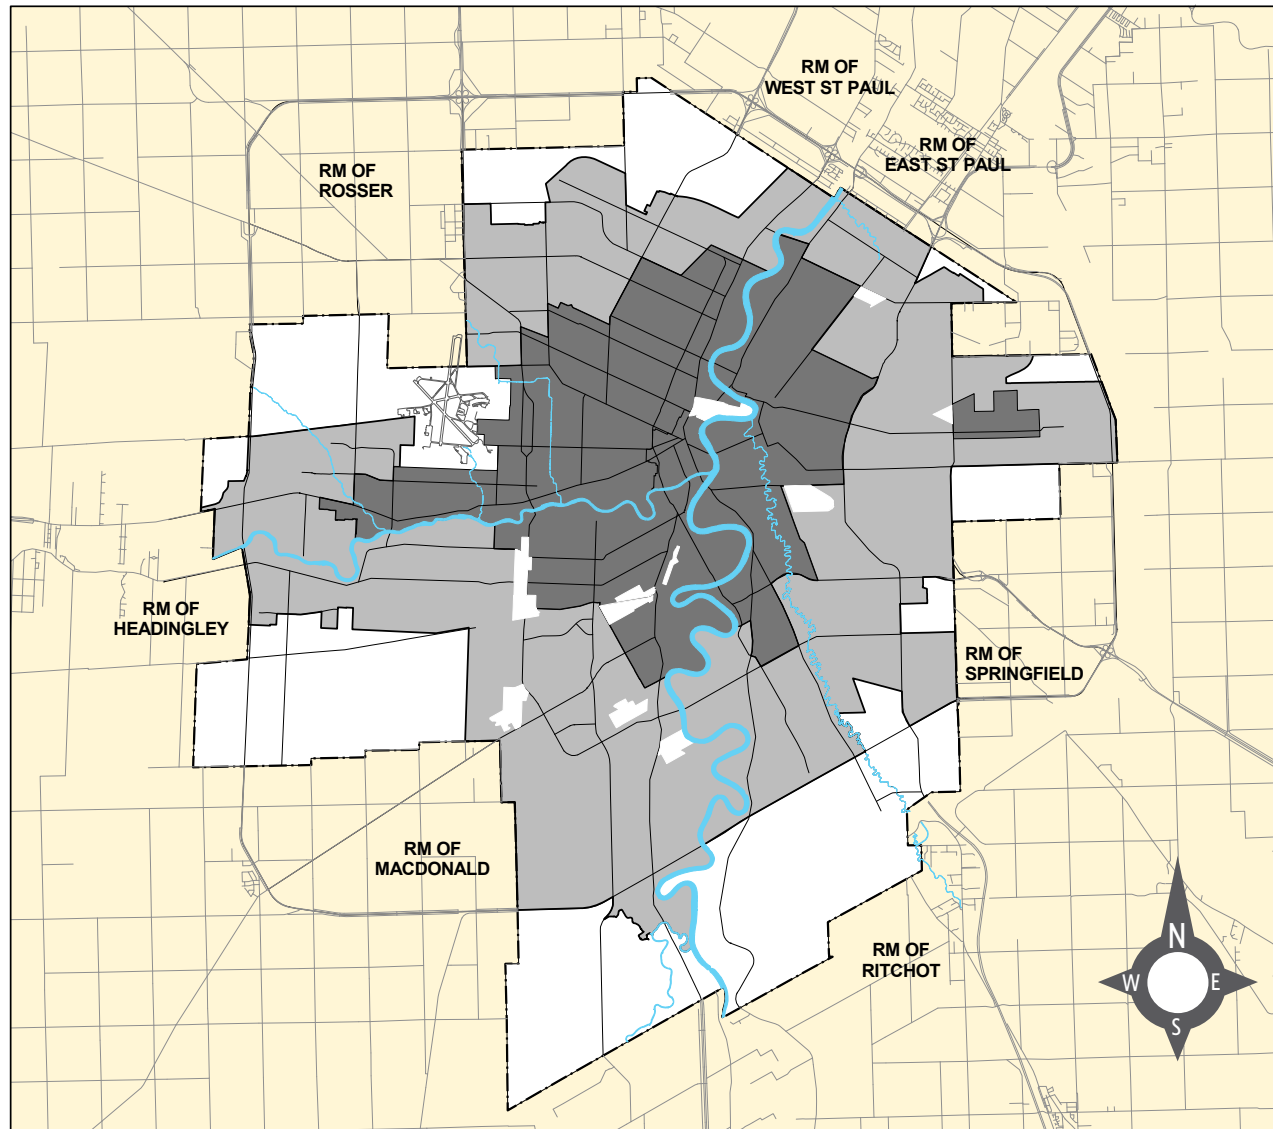 RM OF
WEST ST PAUL
RM OF
EAST ST PAUL
RM OF
ROSSER
RM OF
HEADINGLEY
RM OF
SPRINGFIELD
RM OF
MACDONALD
RM OF
RITCHOT
N
W E
S